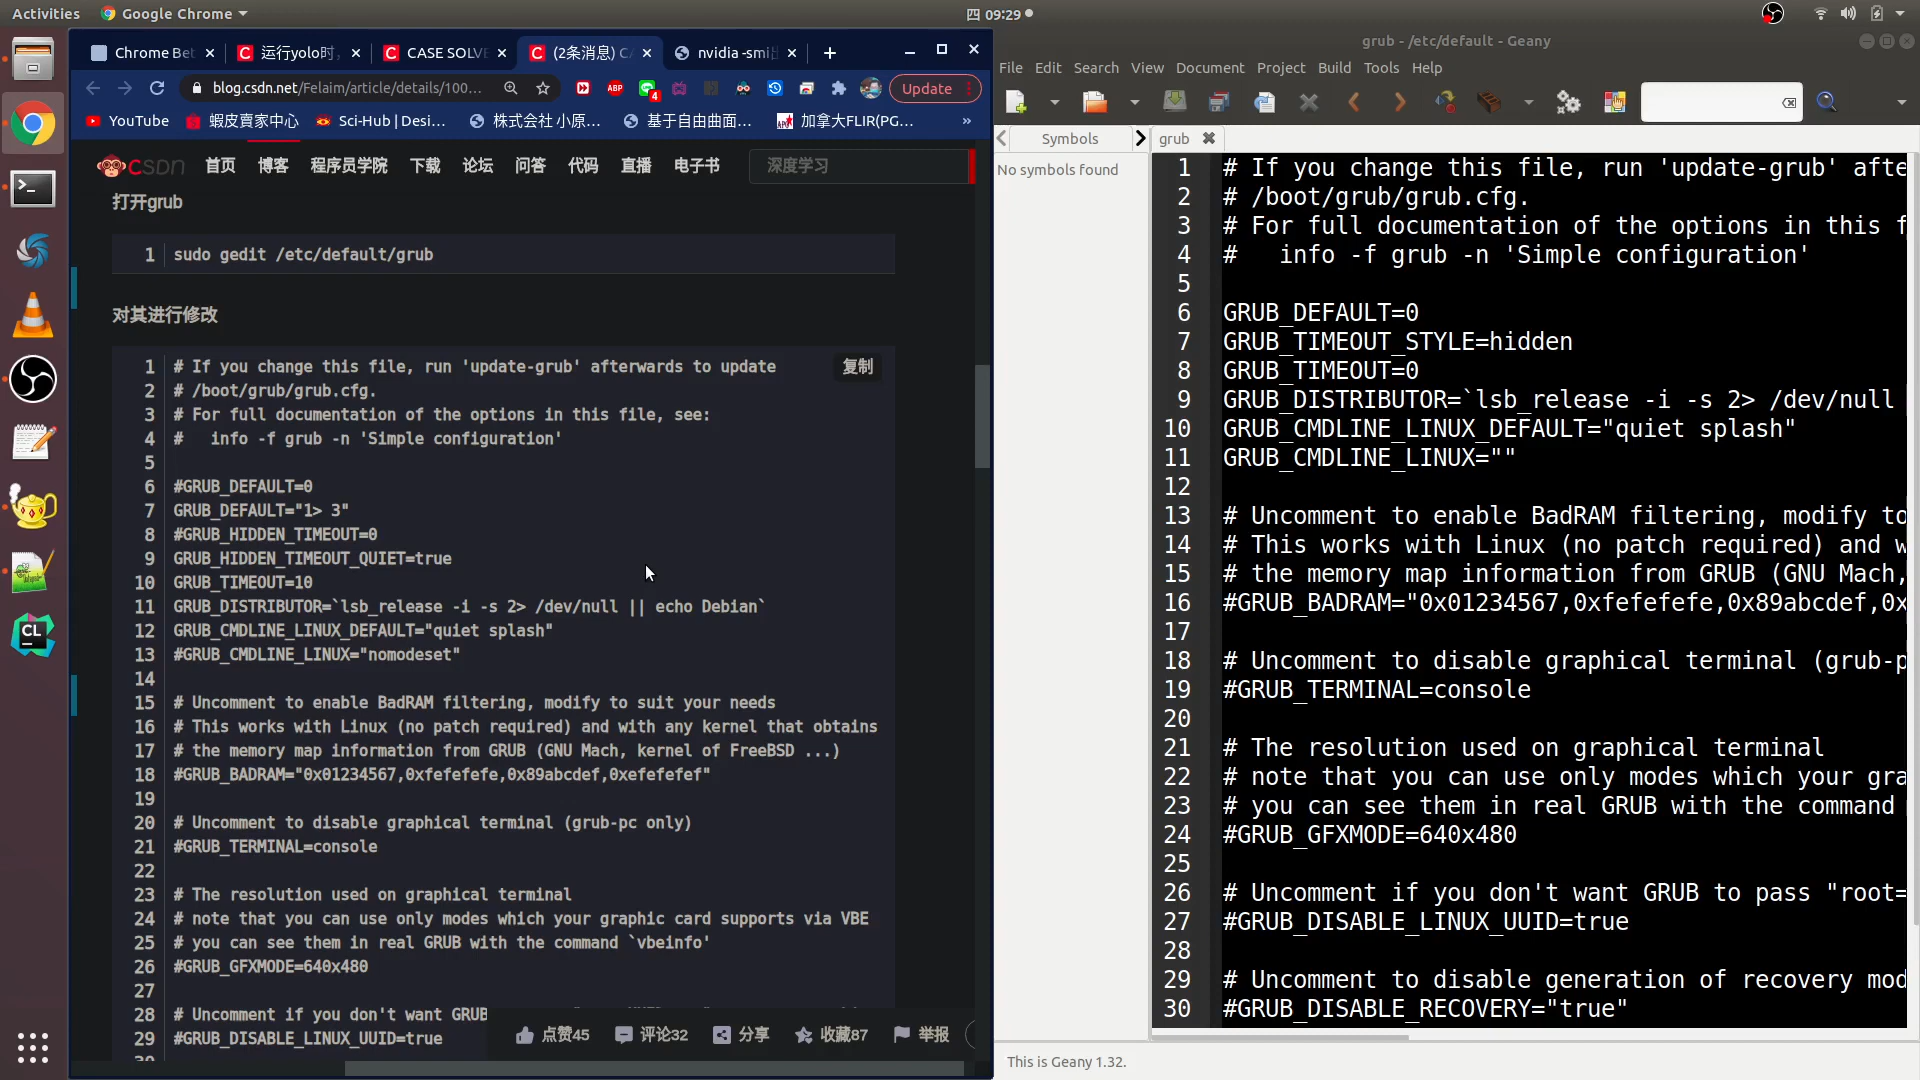 Activities
Google Chrome
四 09:29
Chrome Bet
运行yolo时,
CASE SOLVE
(2条消息) CA
nvidia -smi
blog.csdn.net/Felaim/article/details/100...
ABP
4
Update
YouTube
蝦皮賣家中心
Sci-Hub | Desi...
株式会社 小原...
基于自由曲面...
加拿大FLIR(PG...
»
CSDN
首页
博客
程序员学院
下载
论坛
问答
代码
直播
电子书
深度学习
打开grub
1 sudo gedit /etc/default/grub
对其进行修改
复制
1 # If you change this file, run 'update-grub' afterwards to update
2 # /boot/grub/grub.cfg.
3 # For full documentation of the options in this file, see:
4 #   info -f grub -n 'Simple configuration'
5
6 #GRUB_DEFAULT=0
7 GRUB_DEFAULT="1> 3"
8 #GRUB_HIDDEN_TIMEOUT=0
9 GRUB_HIDDEN_TIMEOUT_QUIET=true
10 GRUB_TIMEOUT=10
11 GRUB_DISTRIBUTOR=`lsb_release -i -s 2> /dev/null || echo Debian`
12 GRUB_CMDLINE_LINUX_DEFAULT="quiet splash"
13 #GRUB_CMDLINE_LINUX="nomodeset"
14
15 # Uncomment to enable BadRAM filtering, modify to suit your needs
16 # This works with Linux (no patch required) and with any kernel that obtains
17 # the memory map information from GRUB (GNU Mach, kernel of FreeBSD ...)
18 #GRUB_BADRAM="0x01234567,0xfefefefe,0x89abcdef,0xefefefef"
19
20 # Uncomment to disable graphical terminal (grub-pc only)
21 #GRUB_TERMINAL=console
22
23 # The resolution used on graphical terminal
24 # note that you can use only modes which your graphic card supports via VBE
25 # you can see them in real GRUB with the command `vbeinfo'
26 #GRUB_GFXMODE=640x480
27
28 # Uncomment if you don't want GRUB
29 #GRUB_DISABLE_LINUX_UUID=true
点赞45
评论32
分享
收藏87
举报
grub - /etc/default - Geany
File Edit Search View Document Project Build Tools Help
Symbols
No symbols found
grub
1 # If you change this file, run 'update-grub' afte
2 # /boot/grub/grub.cfg.
3 # For full documentation of the options in this f
4 #   info -f grub -n 'Simple configuration'
5
6 GRUB_DEFAULT=0
7 GRUB_TIMEOUT_STYLE=hidden
8 GRUB_TIMEOUT=0
9 GRUB_DISTRIBUTOR=`lsb_release -i -s 2> /dev/null
10 GRUB_CMDLINE_LINUX_DEFAULT="quiet splash"
11 GRUB_CMDLINE_LINUX=""
12
13 # Uncomment to enable BadRAM filtering, modify to
14 # This works with Linux (no patch required) and w
15 # the memory map information from GRUB (GNU Mach,
16 #GRUB_BADRAM="0x01234567,0xfefefefe,0x89abcdef,0x
17
18 # Uncomment to disable graphical terminal (grub-p
19 #GRUB_TERMINAL=console
20
21 # The resolution used on graphical terminal
22 # note that you can use only modes which your gra
23 # you can see them in real GRUB with the command
24 #GRUB_GFXMODE=640x480
25
26 # Uncomment if you don't want GRUB to pass "root=
27 #GRUB_DISABLE_LINUX_UUID=true
28
29 # Uncomment to disable generation of recovery mod
30 #GRUB_DISABLE_RECOVERY="true"
This is Geany 1.32.